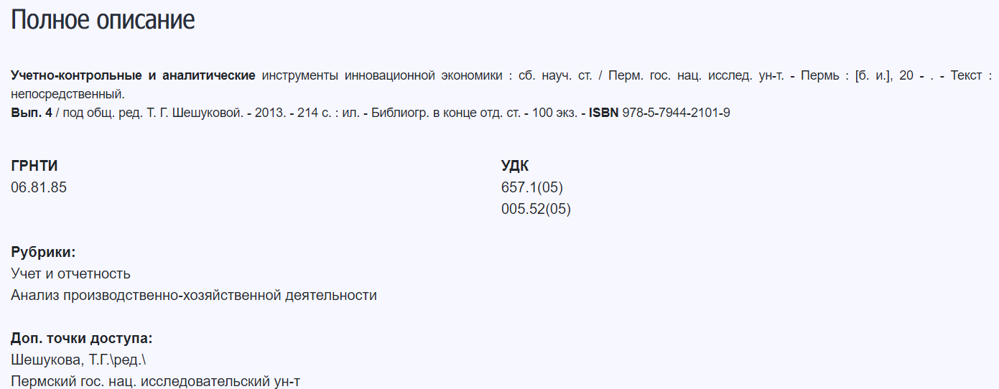 Полное описание
Учетно-контрольные и аналитические инструменты инновационной экономики : сб. науч. ст. / Перм. гос. нац. исслед. ун-т. - Пермь : [б. и.], 20 - . - Текст :
непосредственный.
Вып. 4 / под общ. ред. Т. Г. Шешуковой. - 2013. - 214 с. : ил. - Библиогр. в конце отд. ст. - 100 экз. - ISBN 978-5-7944-2101-9
ГРНТИ
06.81.85
УДК
657.1(05)
005.52(05)
Рубрики:
Учет и отчетность
Анализ производственно-хозяйственной деятельности
Доп. точки доступа:
Шешукова, Т.Г.\ред.\
Пермский гос. нац. исследовательский ун-т